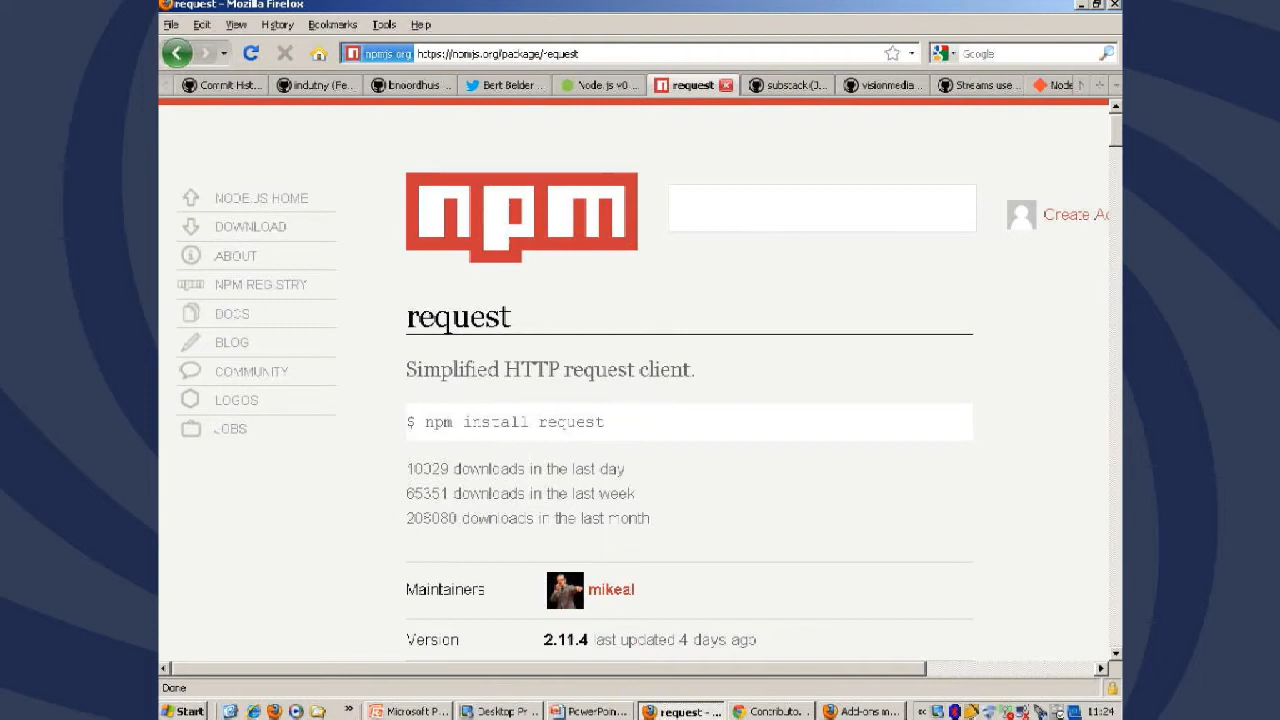 request - Mozilla Firefox
File Edit View History Bookmarks Tools Help
npmjs.org https://npmjs.org/package/request
Google
Commit Hist...
indutny (Fe...
bnoordhus ...
Bert Belder...
Node.js v0...
request
substack (J...
visionmedia...
Streams use...
Node
npm
Create Ac
NODE.JS HOME
DOWNLOAD
ABOUT
NPM REGISTRY
DOCS
BLOG
COMMUNITY
LOGOS
JOBS
request
Simplified HTTP request client.
$ npm install request
10029 downloads in the last day
65351 downloads in the last week
208080 downloads in the last month
Maintainers mikeal
Version 2.11.4 last updated 4 days ago
Done
Start
Microsoft P...
Desktop Pr...
PowerPoin...
request - ...
Contributo...
Add-ons m...
11:24